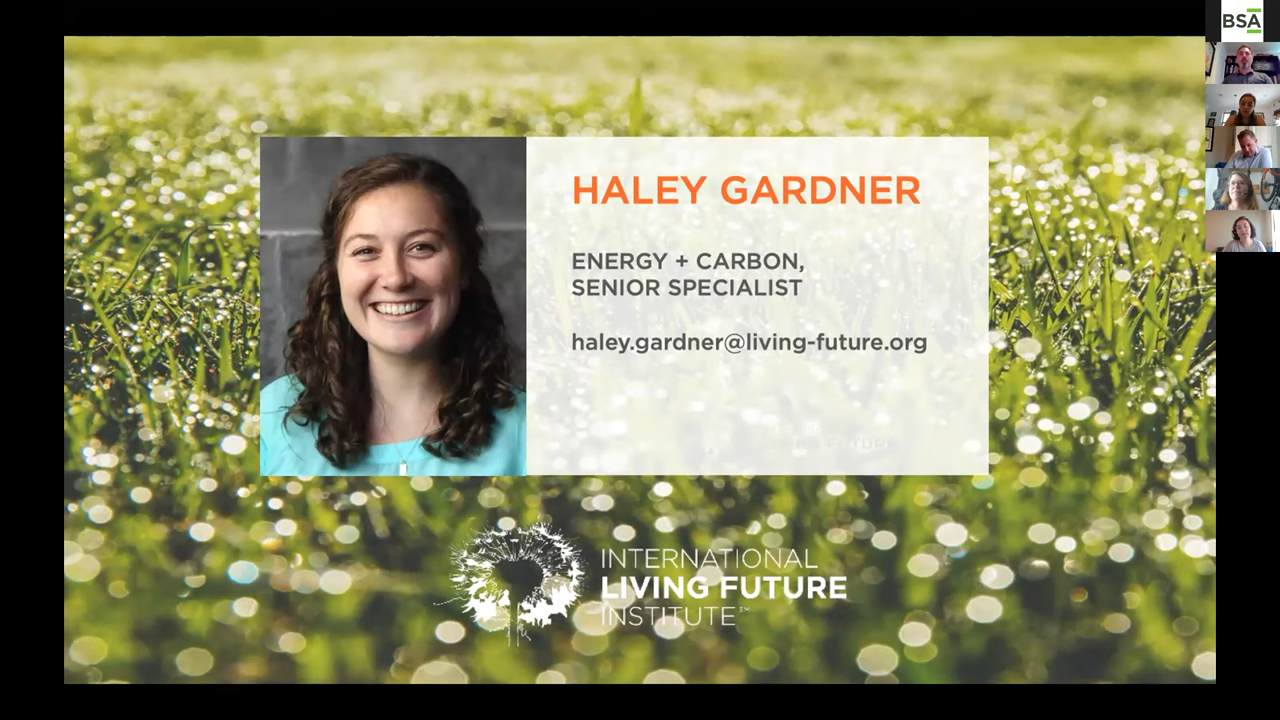 BSA
HALEY GARDNER
ENERGY + CARBON,
SENIOR SPECIALIST
haley.gardner@living-future.org
INTERNATIONAL
LIVING FUTURE
INSTITUTE